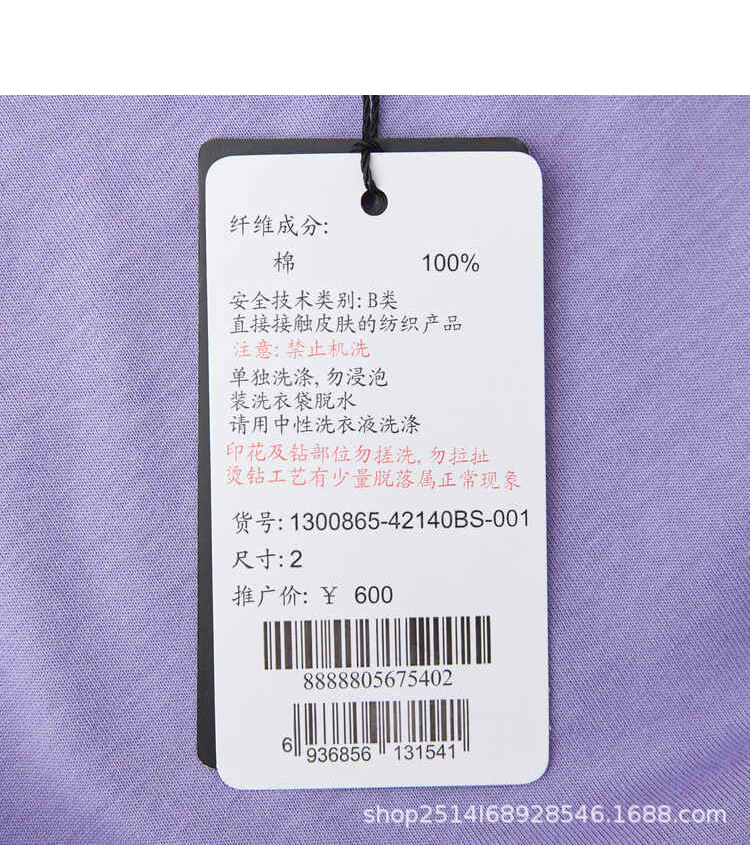 纤维成分:
棉 100%
安全技术类别:B类
直接接触皮肤的纺织产品
注意:禁止机洗
单独洗涤,勿浸泡
装洗衣袋脱水
请用中性洗衣液洗涤
印花及钻部位勿搓洗,勿拉扯
烫钻工艺有少量脱落属正常现象
货号:1300865-42140BS-001
尺寸:2
推广价:¥ 600
8888805675402
6 936856 131541
shop2514l68928546.1688.com